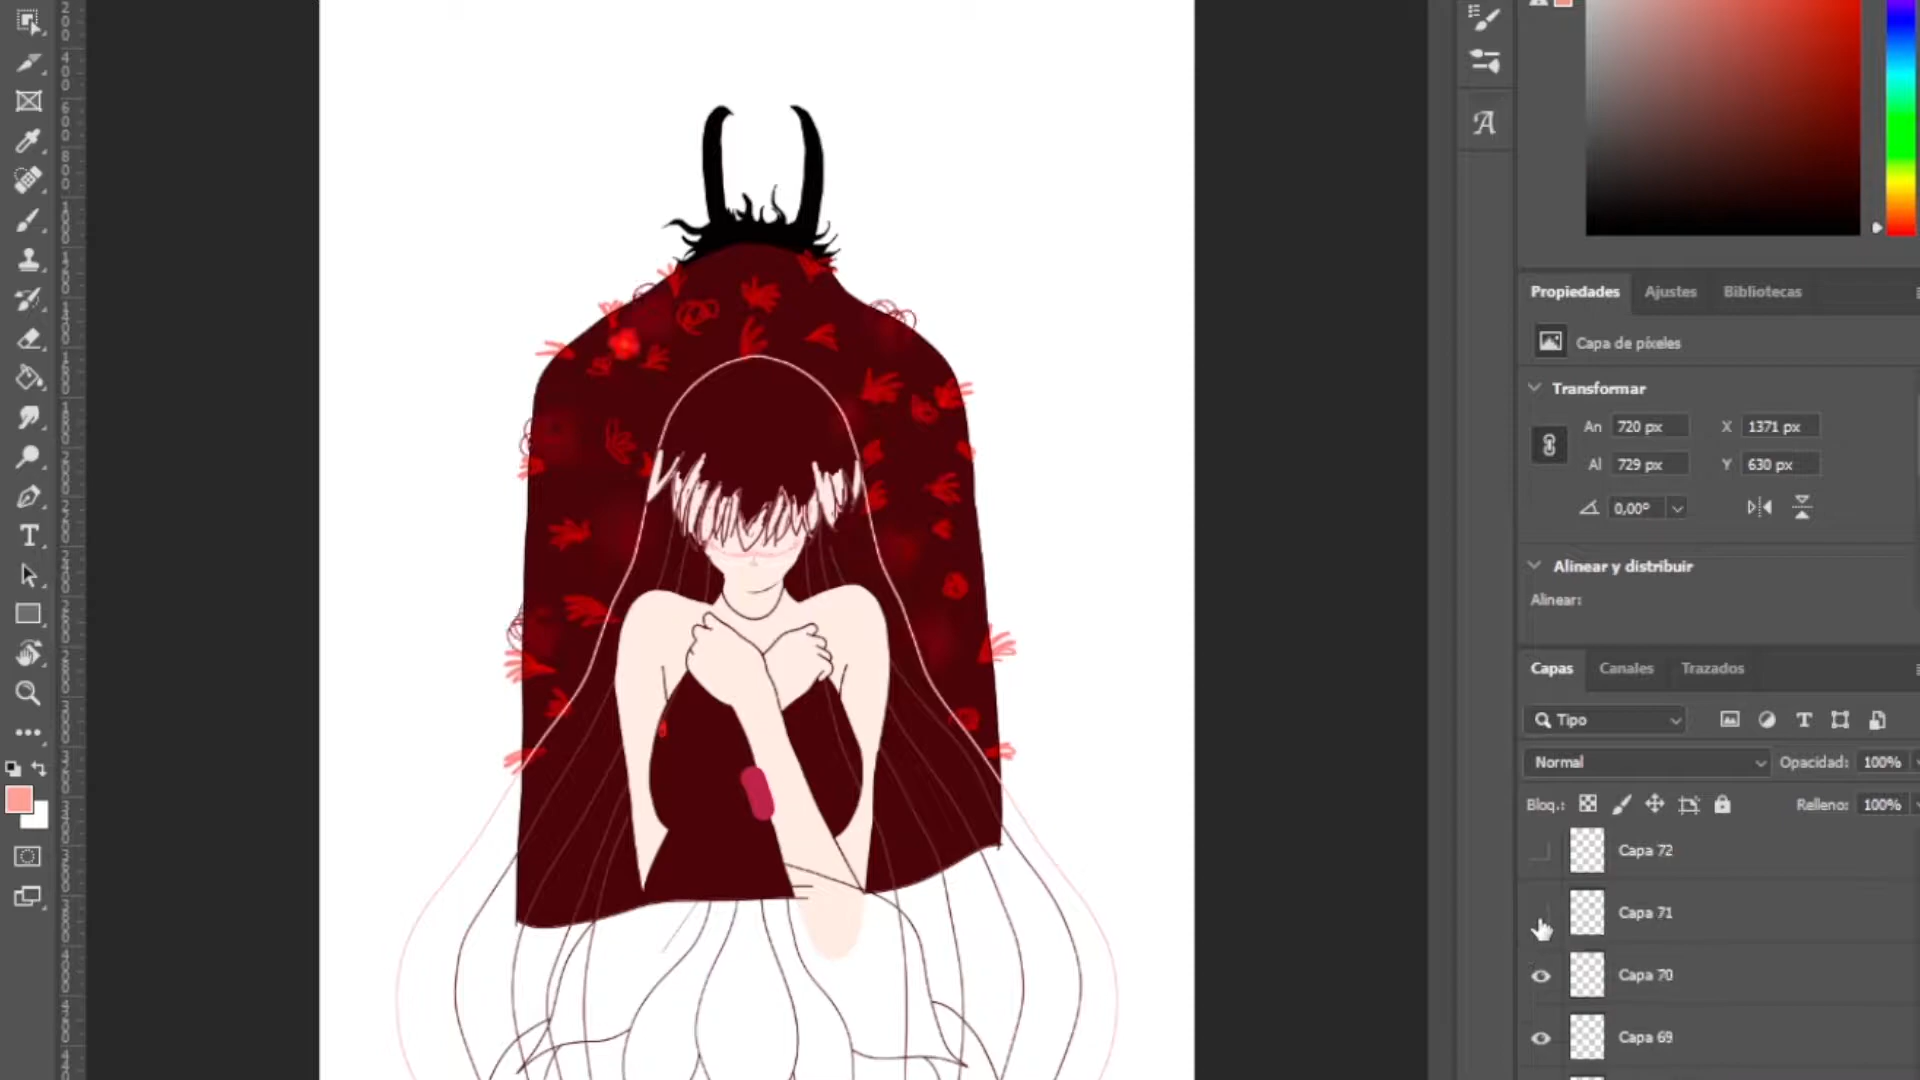 Propiedades Ajustes Bibliotecas
Capa de píxeles
Transformar
An 720 px X 1371 px
Al 729 px Y 630 px
0,00°
Alinear y distribuir
Alinear:
Capas Canales Trazados
Tipo
Normal Opacidad: 100%
Bloq.: Relleno: 100%
Capa 72
Capa 71
Capa 70
Capa 69